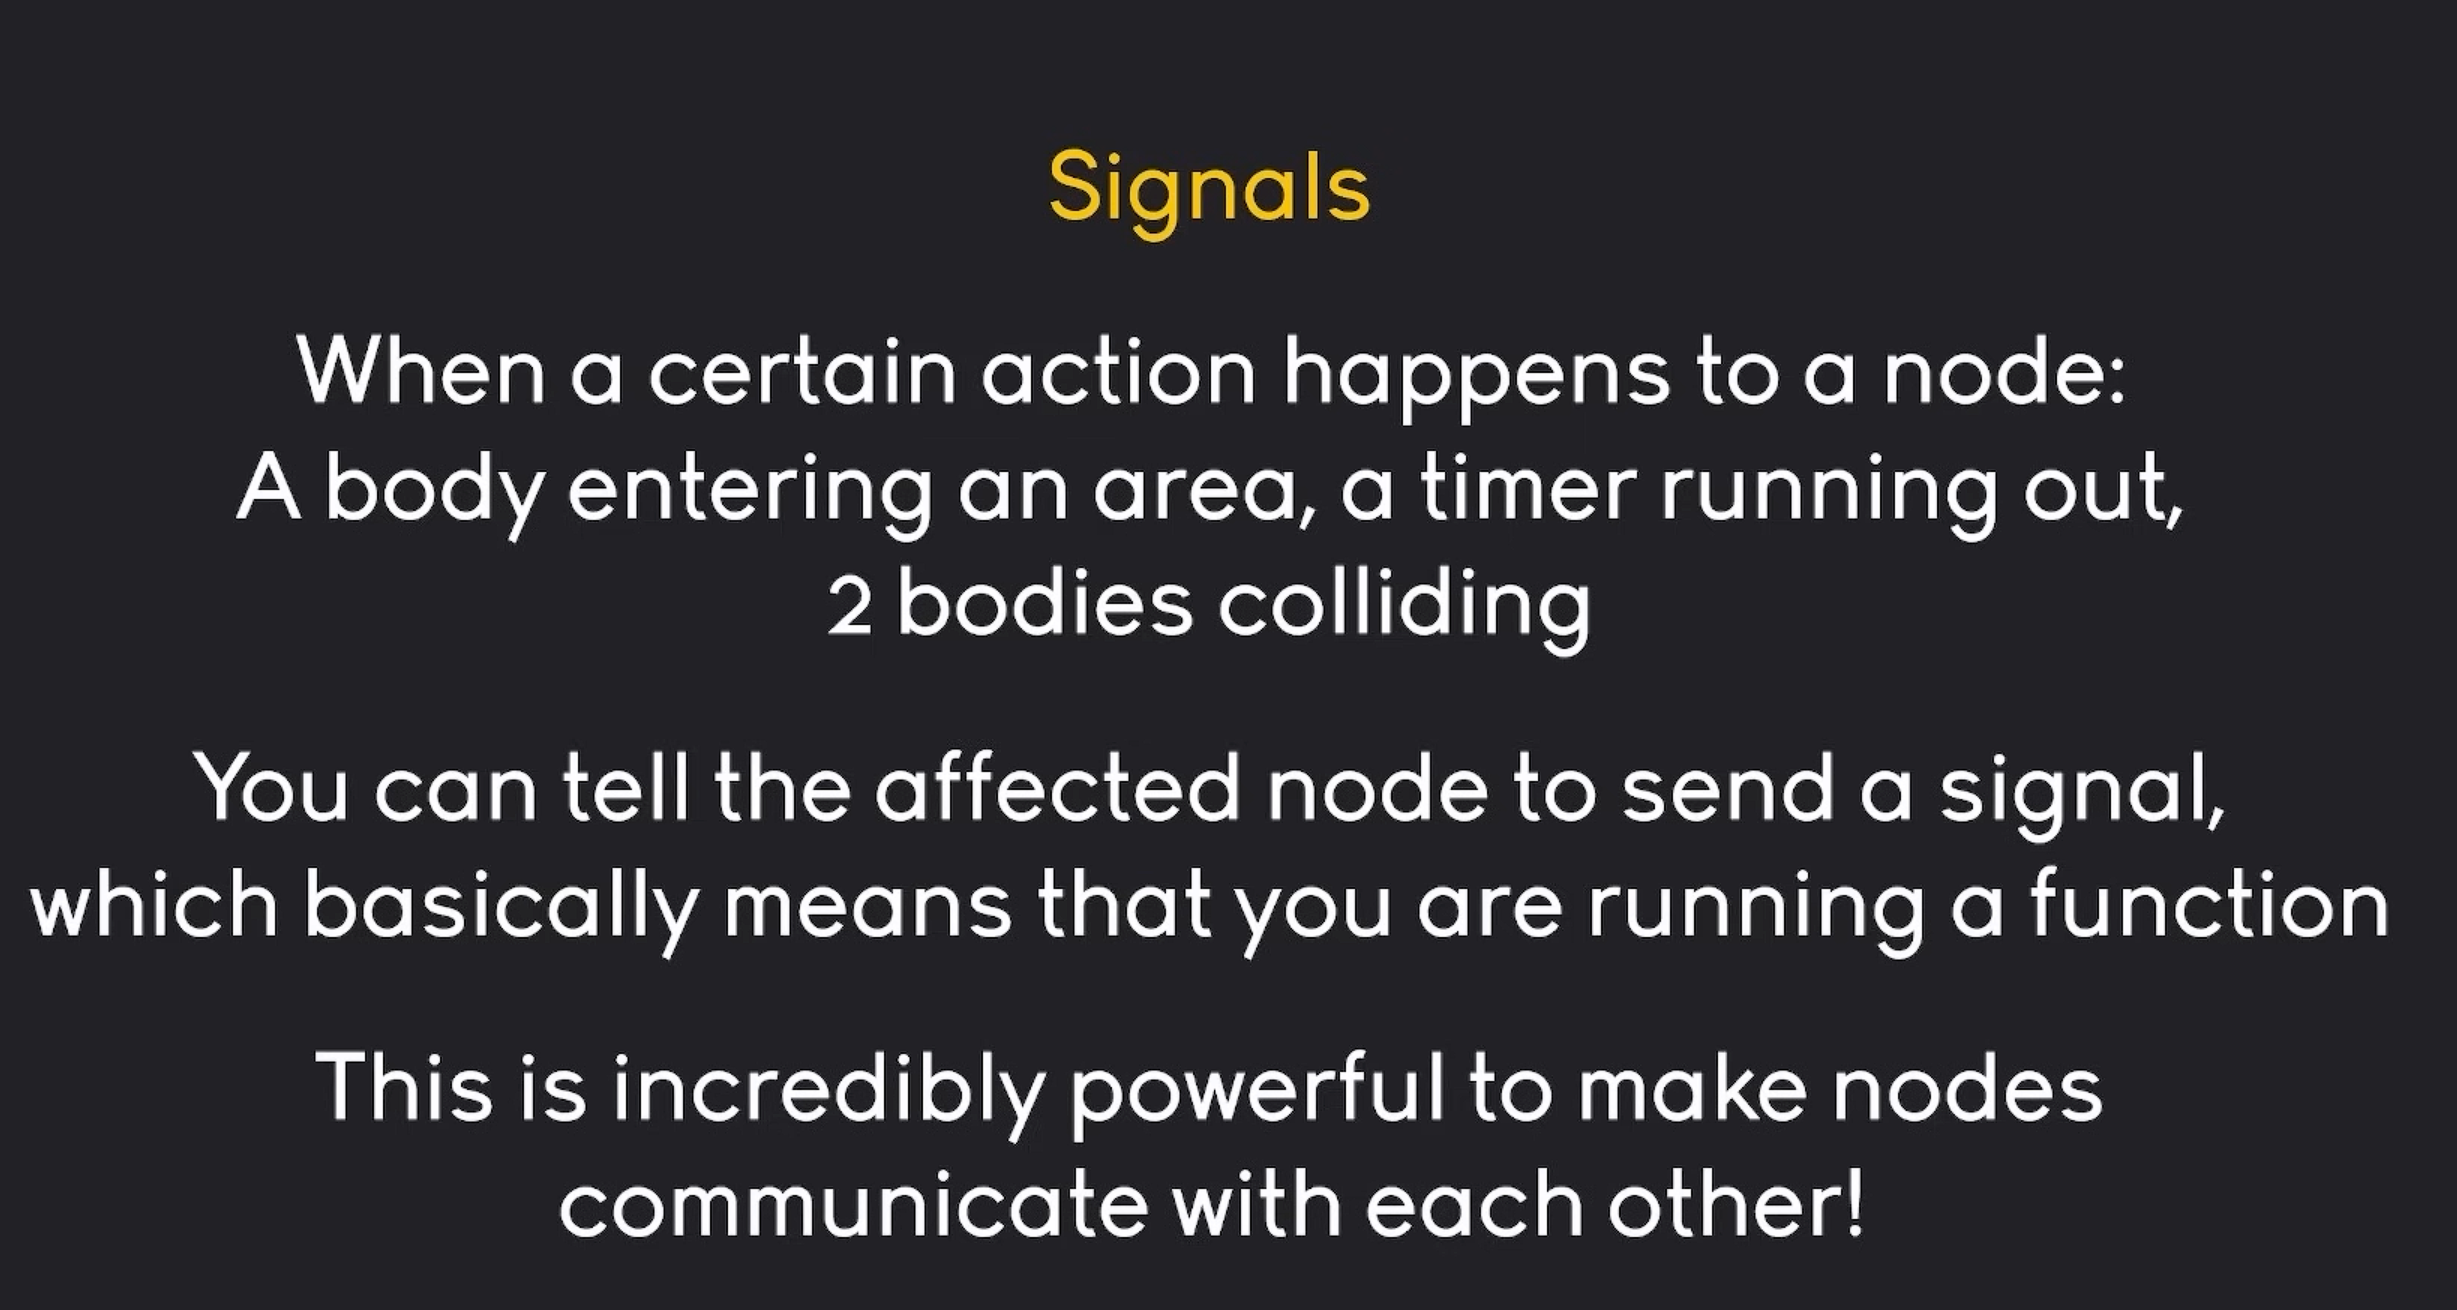 Signals
When a certain action happens to a node:
A body entering an area, a timer running out,
2 bodies colliding
You can tell the affected node to send a signal,
which basically means that you are running a function
This is incredibly powerful to make nodes
communicate with each other!